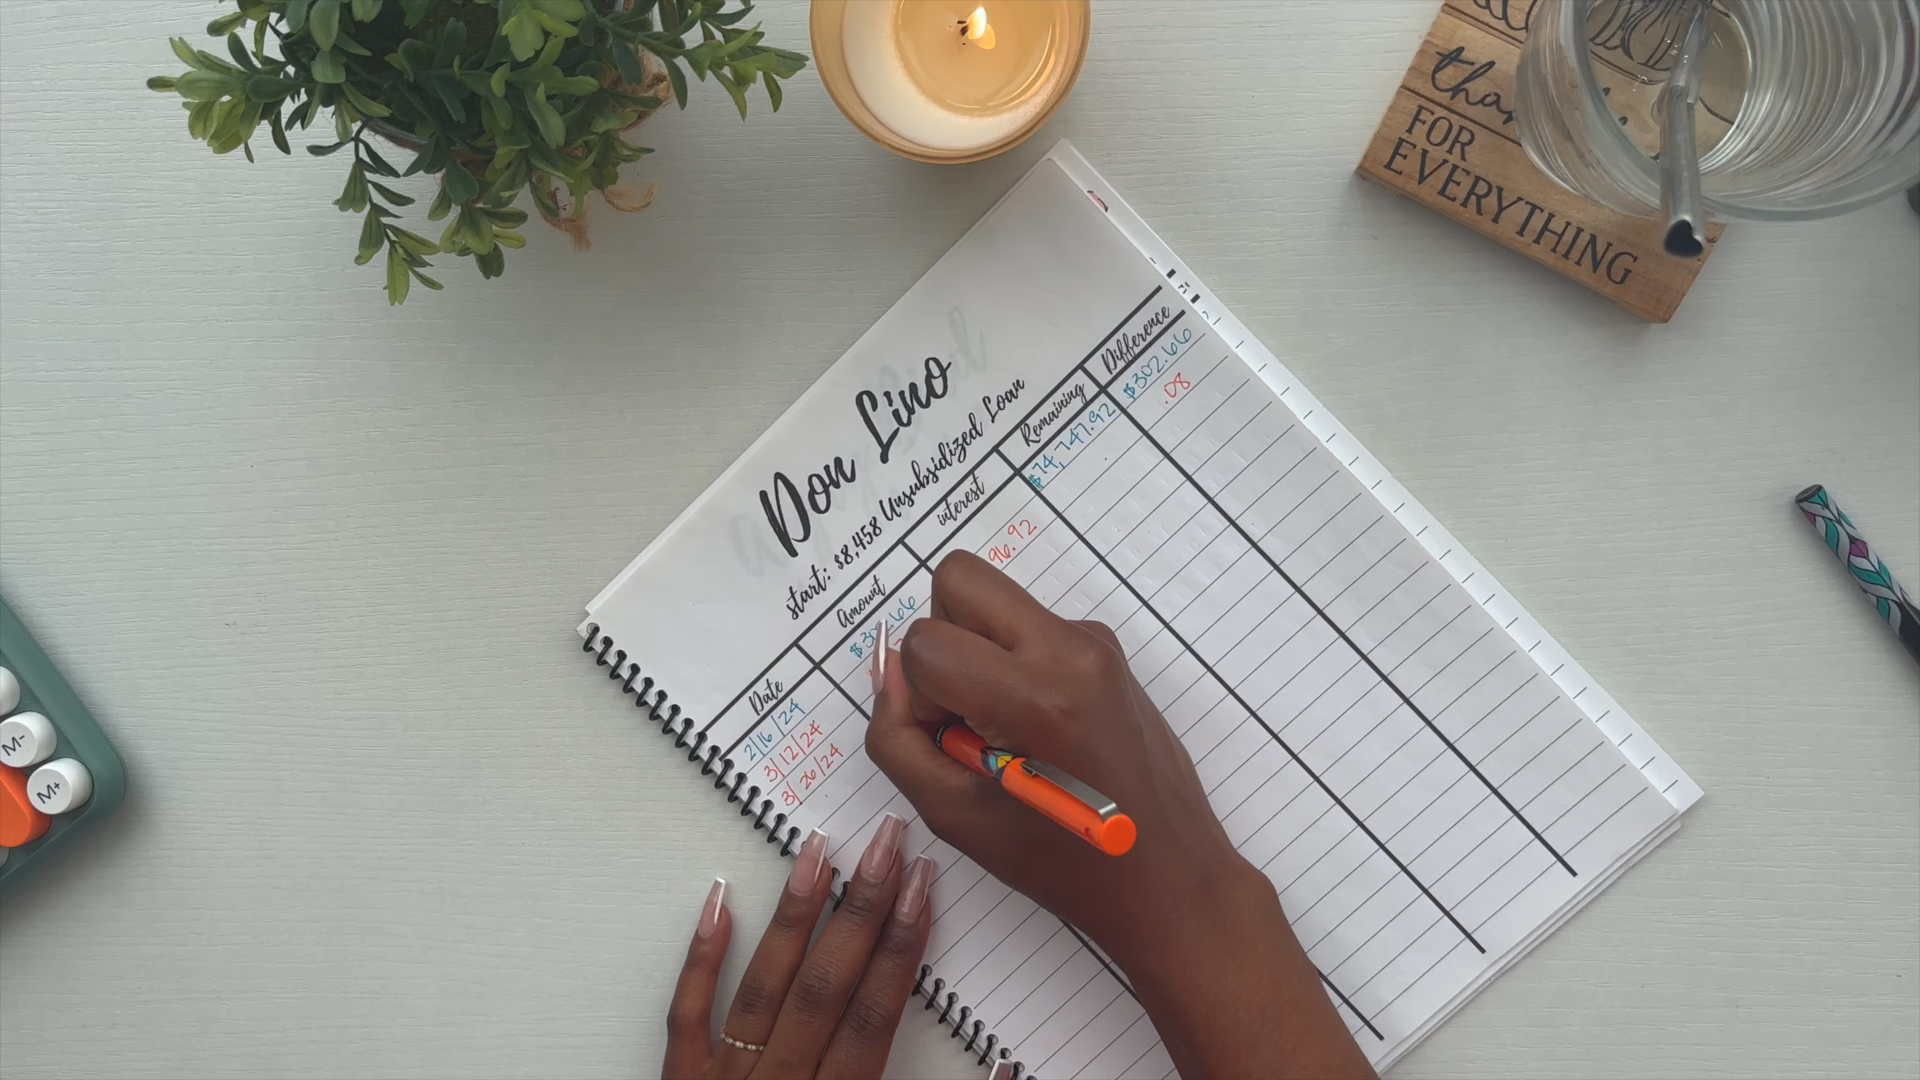 Don Lino
start: $8,458 Unsubsidized Loan
Date Amount interest Remaining Difference
2/16/24 $302.66 $14,747.92 $302.66
3/12/24 96.92 .08
3/26/24
FOR
EVERYTHING
M-
M+